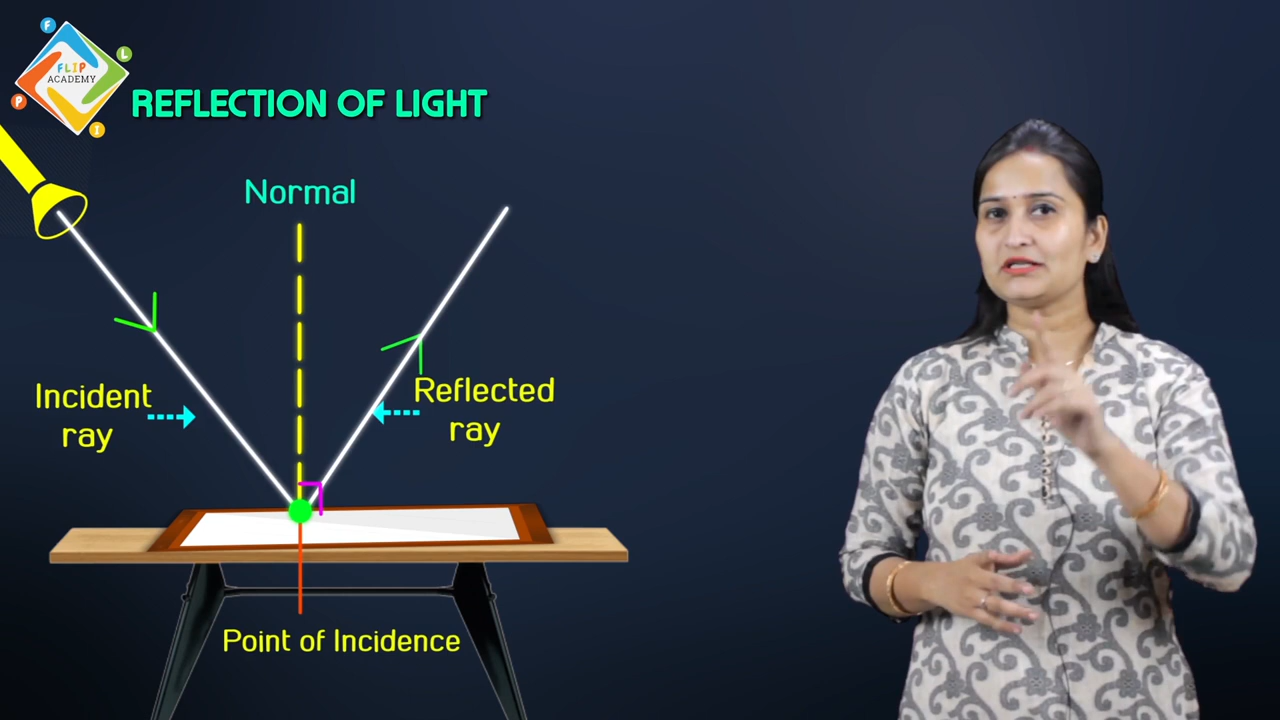 F
L
FLIP
ACADEMY
P
I
REFLECTION OF LIGHT
Normal
Incident
ray
Reflected
ray
Point of Incidence